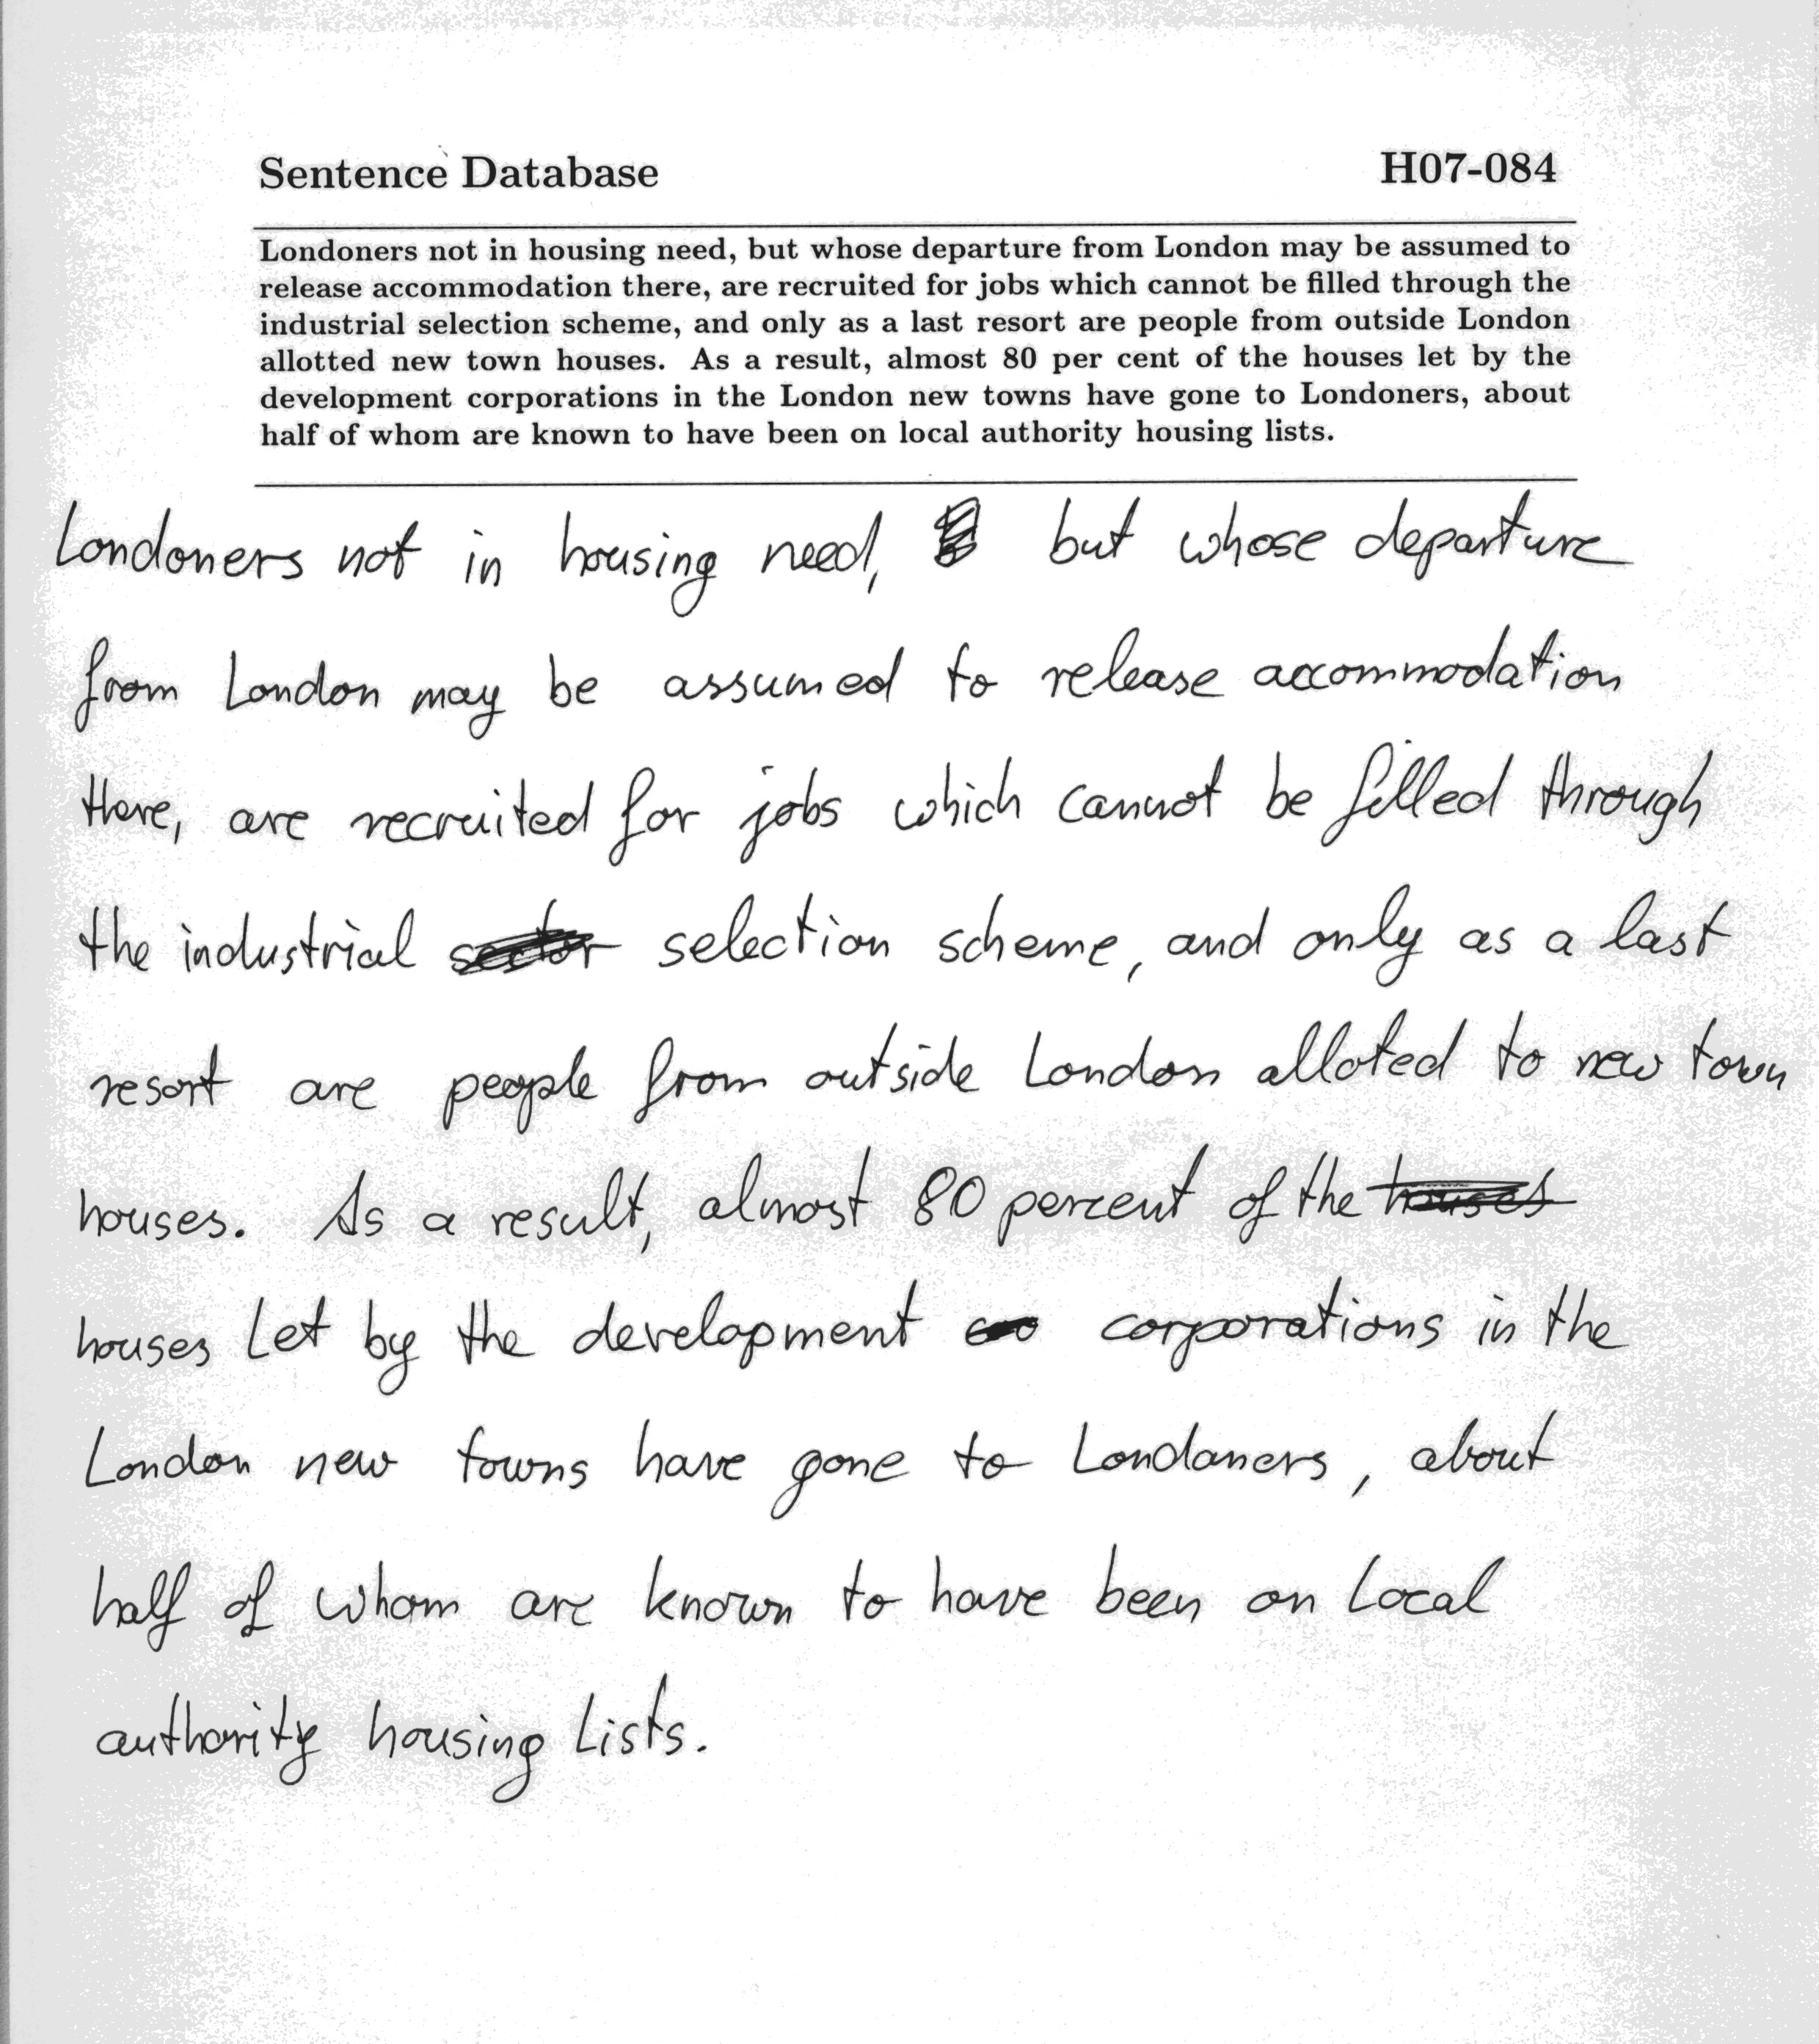 Sentence Database H07-084
Londoners not in housing need, but whose departure from London may be assumed to
release accommodation there, are recruited for jobs which cannot be filled through the
industrial selection scheme, and only as a last resort are people from outside London
allotted new town houses. As a result, almost 80 per cent of the houses let by the
development corporations in the London new towns have gone to Londoners, about
half of whom are known to have been on local authority housing lists.
Londoners not in housing need, but whose departure
from London may be assumed to release accommodation
there, are recruited for jobs which cannot be filled through
the industrial sector selection scheme, and only as a last
resort are people from outside London alloted to new town
houses. As a result, almost 80 percent of the houses
houses let by the development corporations in the
London new towns have gone to Londoners, about
half of whom are known to have been on local
authority housing lists.